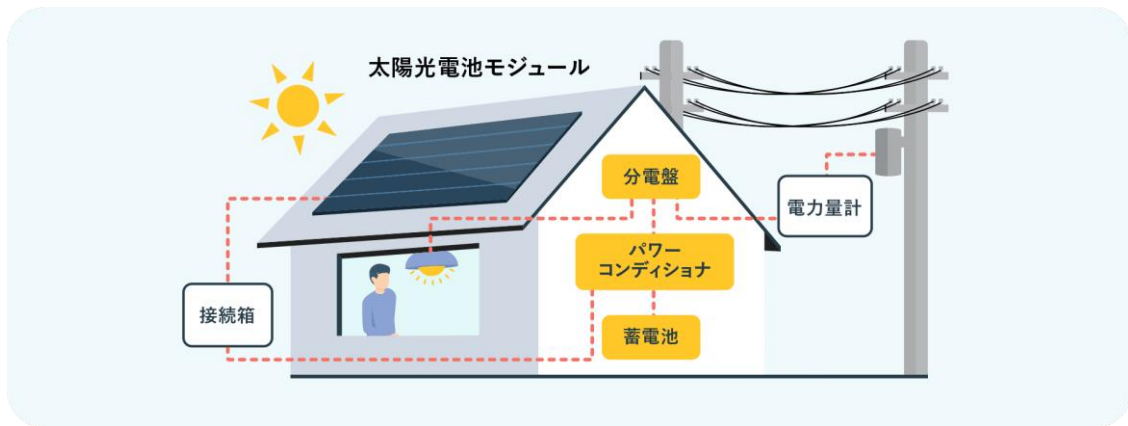 太陽光電池モジュール
分電盤
電力量計
パワー
コンディショナ
接続箱
蓄電池